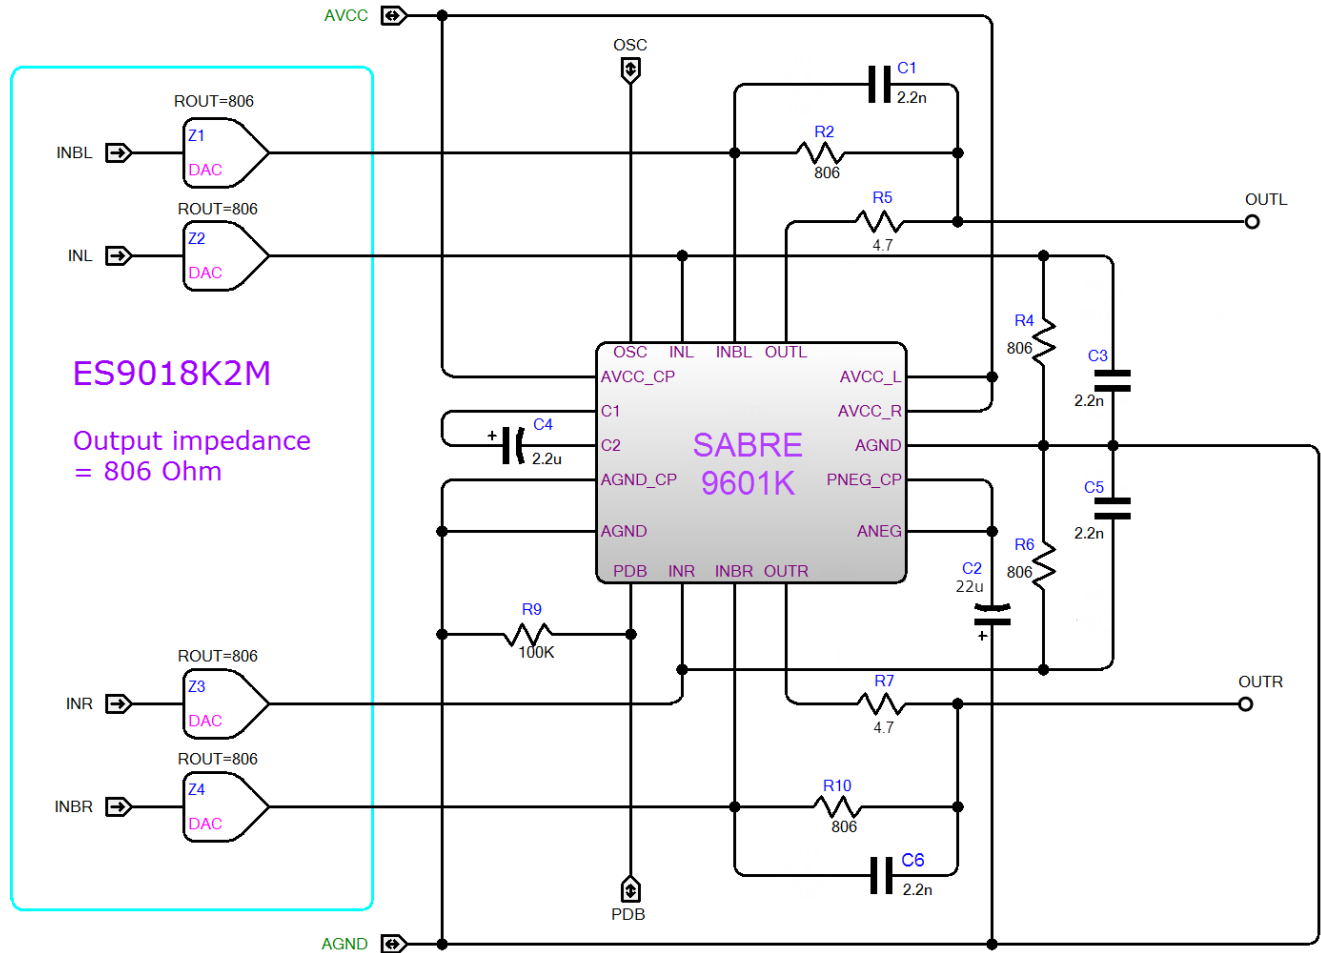 AVCC
OSC
C1
2.2n
ROUT=806
Z1
DAC
INBL
R2
806
R5
4.7
OUTL
ROUT=806
Z2
DAC
INL
R4
806
C3
2.2n
OSC INL INBL OUTL
AVCC_CP
AVCC_L
C1
AVCC_R
C2
AGND
AGND_CP
PNEG_CP
AGND
ANEG
PDB INR INBR OUTR
SABRE
9601K
ES9018K2M
Output impedance
= 806 Ohm
C4
+
2.2u
C5
2.2n
R6
806
C2
22u
+
R9
100K
ROUT=806
Z3
DAC
INR
R7
4.7
OUTR
ROUT=806
Z4
DAC
INBR
R10
806
C6
2.2n
PDB
AGND